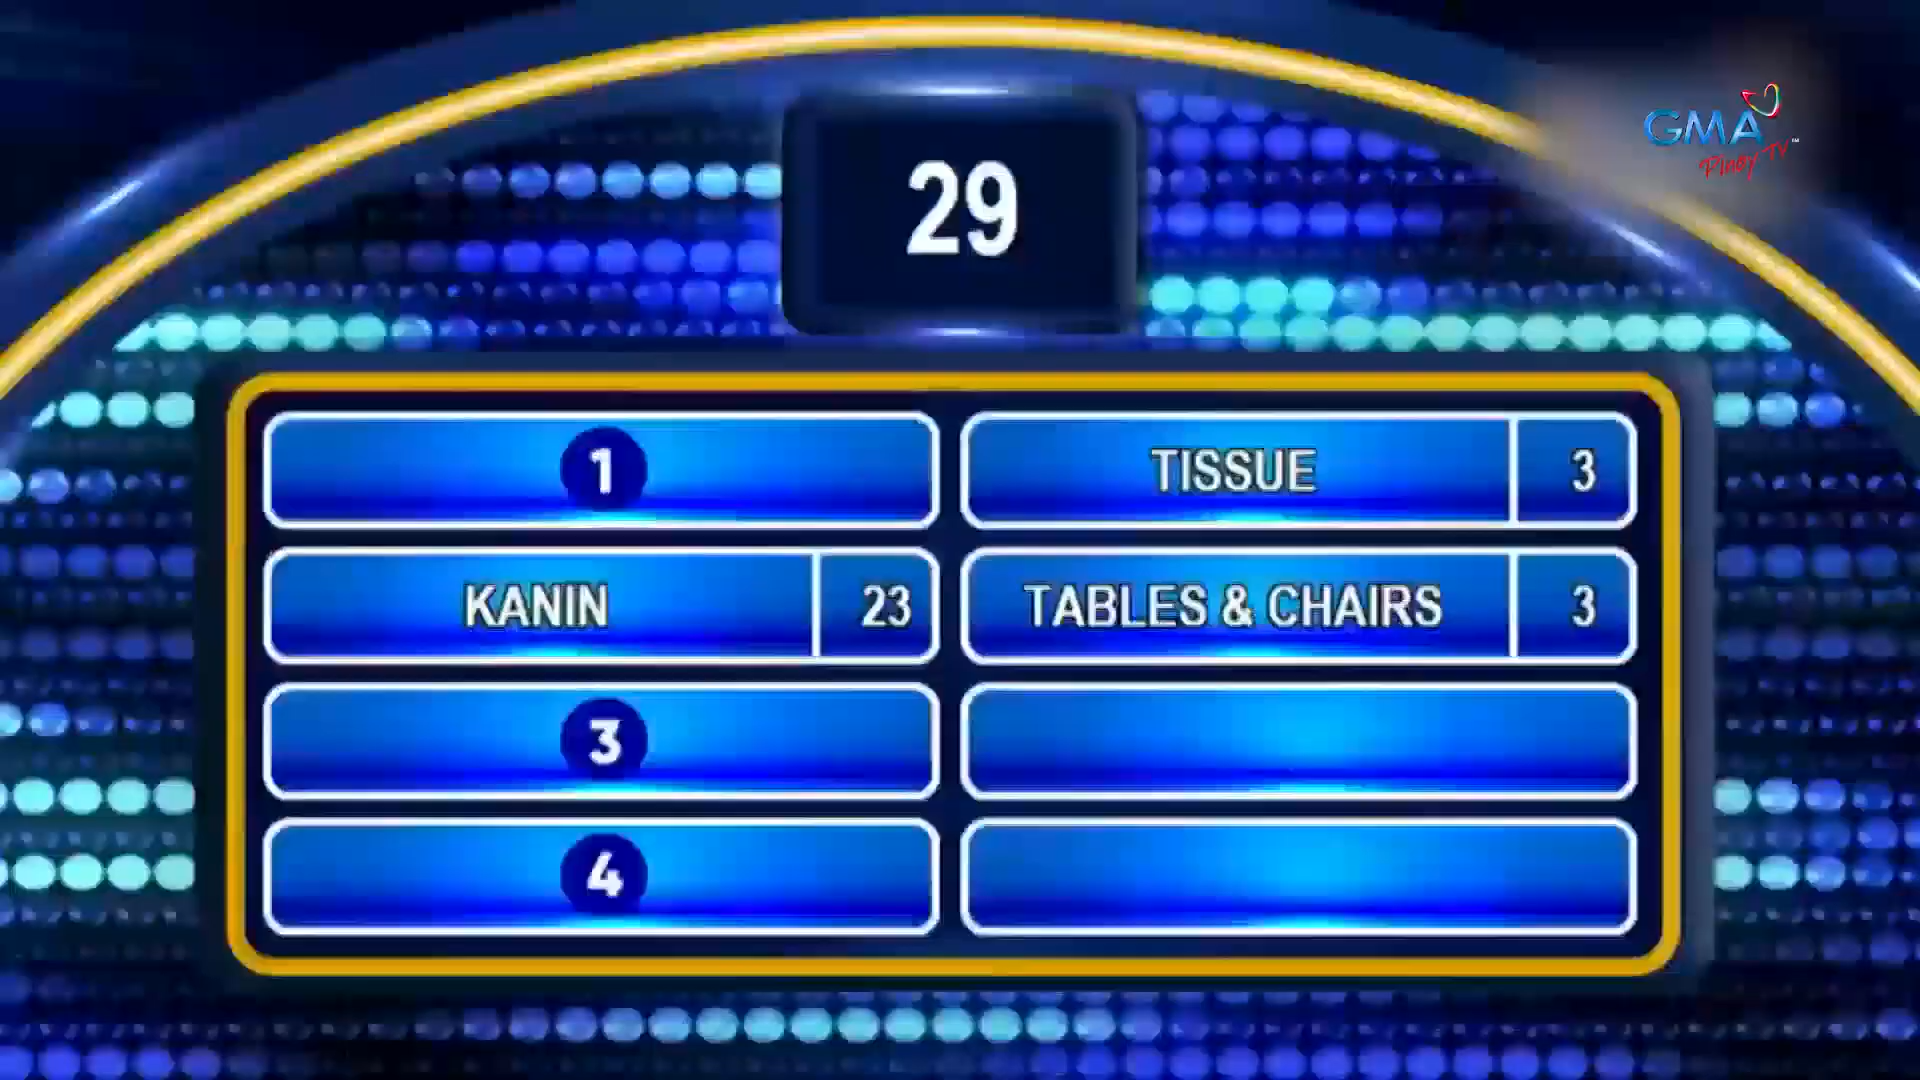 GMA
Pinoy TV
29
1
KANIN 23
3
4
TISSUE 3
TABLES & CHAIRS 3